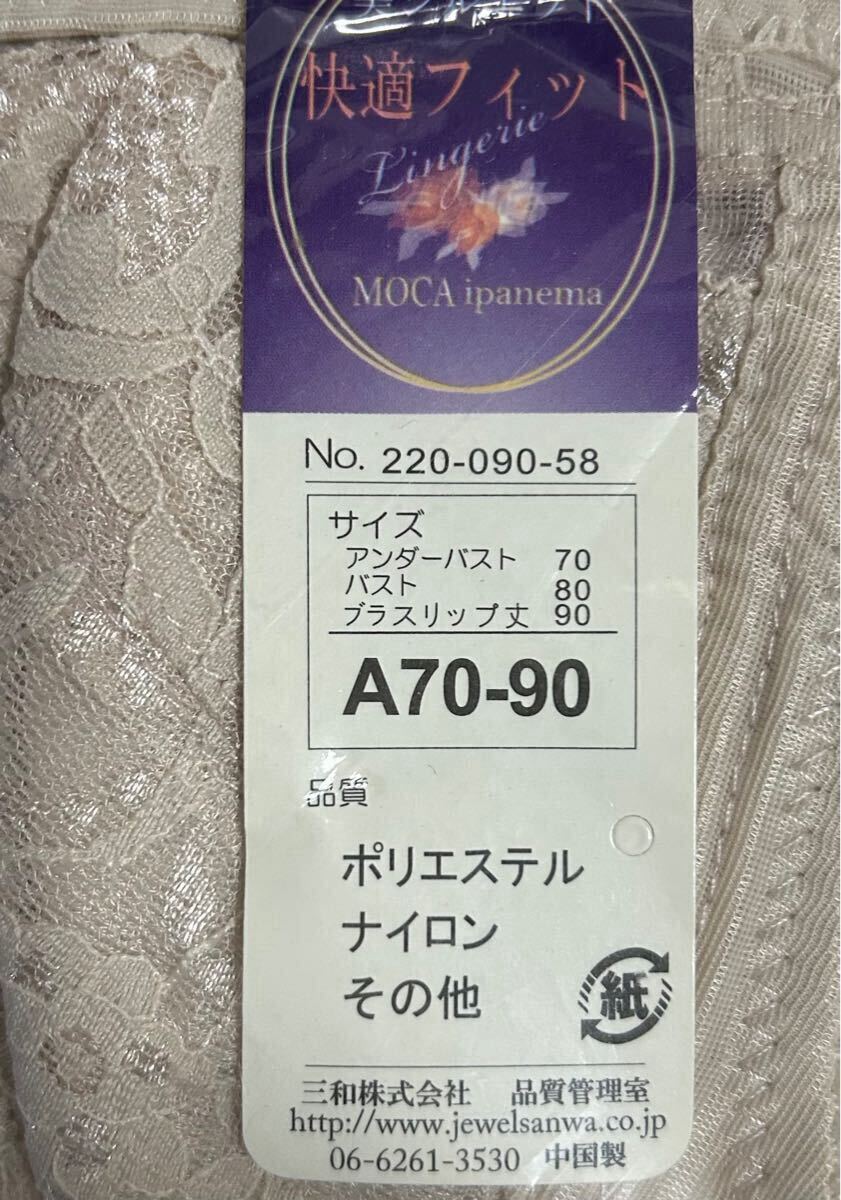 快適フィット
Lingerie
MOCA ipanema
No. 220-090-58
サイズ
アンダーバスト 70
バスト 80
ブラスリップ丈 90
A70-90
品質
ポリエステル
ナイロン
その他
紙
三和株式会社 品質管理室
http://www.jewelsanwa.co.jp
06-6261-3530 中国製